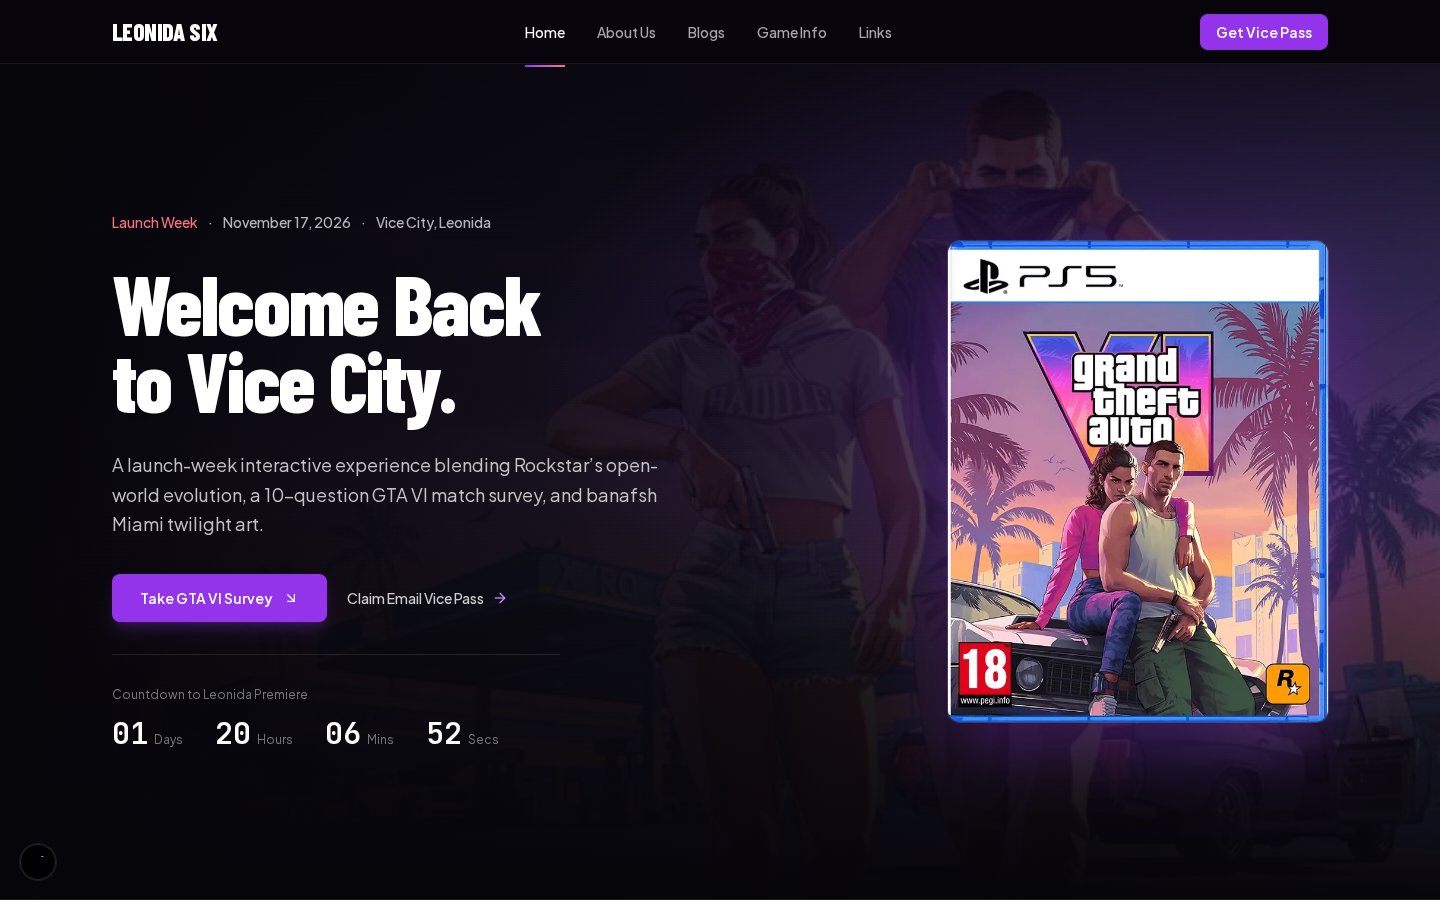 LEONIDA SIX
Home
About Us
Blogs
Game Info
Links
Get Vice Pass
Launch Week · November 17, 2026 · Vice City, Leonida
Welcome Back
to Vice City.
A launch-week interactive experience blending Rockstar’s open-
world evolution, a 10-question GTA VI match survey, and banafsh
Miami twilight art.
Take GTA VI Survey
Claim Email Vice Pass
Countdown to Leonida Premiere
01 Days 20 Hours 06 Mins 52 Secs
PS5
VI
grand
theft
auto
18
www.pegi.info
R